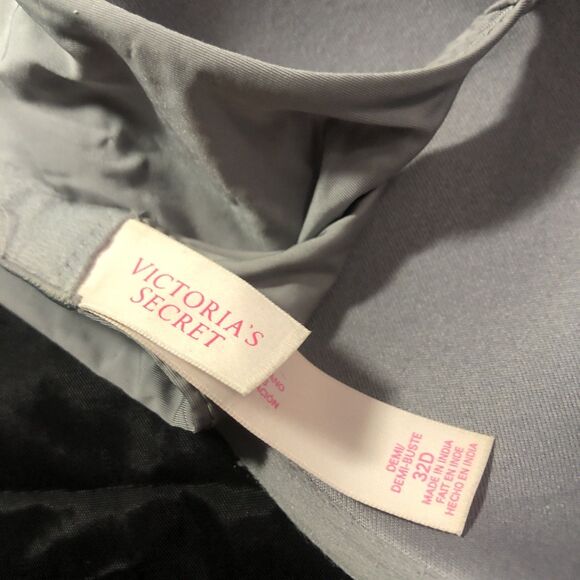 VICTORIA'S
SECRET
DEMI/
DEMI-BUSTE
32D
MADE IN INDIA
FAIT EN INDE
HECHO EN INDIA